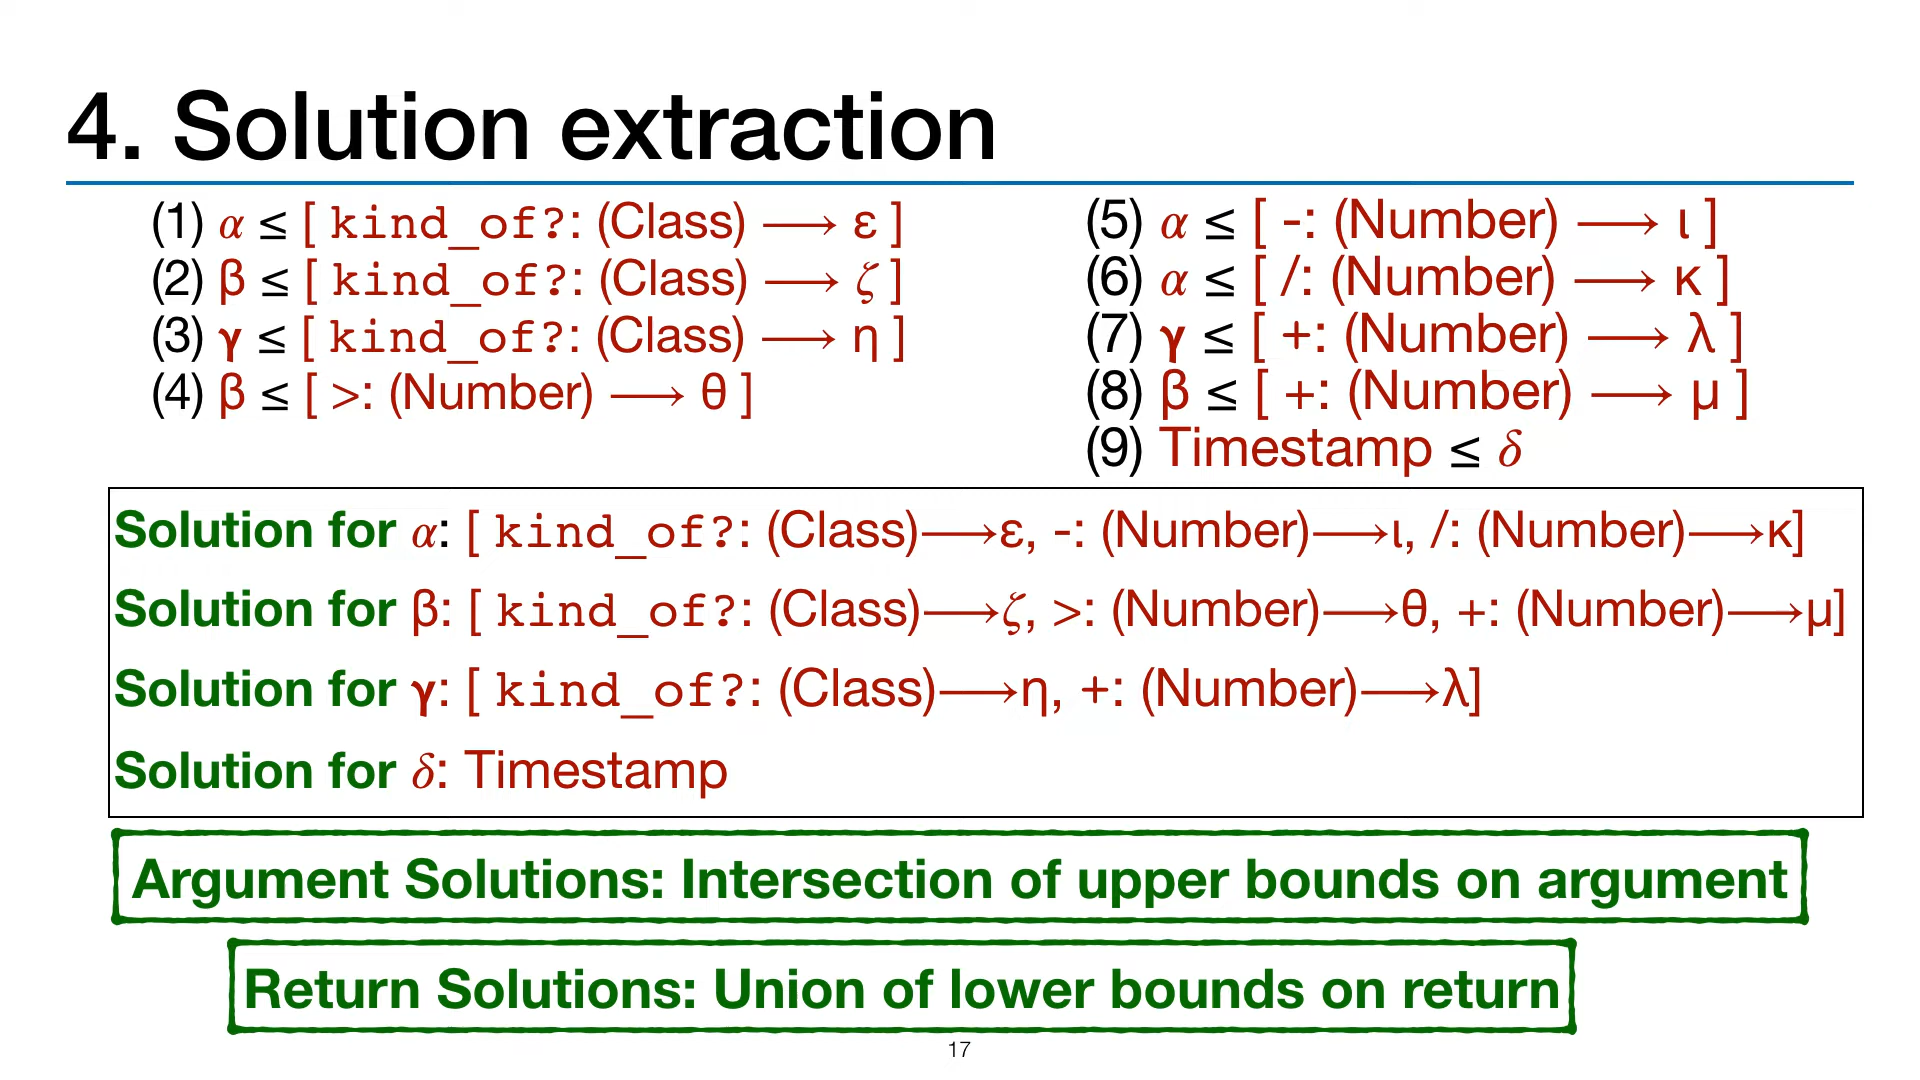 4. Solution extraction
(1) α ≤ [ kind_of?: (Class) ⟶ ε ]
(2) β ≤ [ kind_of?: (Class) ⟶ ζ ]
(3) γ ≤ [ kind_of?: (Class) ⟶ η ]
(4) β ≤ [ >: (Number) ⟶ θ ]
(5) α ≤ [ -: (Number) ⟶ ι ]
(6) α ≤ [ /: (Number) ⟶ κ ]
(7) γ ≤ [ +: (Number) ⟶ λ ]
(8) β ≤ [ +: (Number) ⟶ μ ]
(9) Timestamp ≤ δ
Solution for α: [ kind_of?: (Class)⟶ε, -: (Number)⟶ι, /: (Number)⟶κ]
Solution for β: [ kind_of?: (Class)⟶ζ, >: (Number)⟶θ, +: (Number)⟶μ]
Solution for γ: [ kind_of?: (Class)⟶η, +: (Number)⟶λ]
Solution for δ: Timestamp
Argument Solutions: Intersection of upper bounds on argument
Return Solutions: Union of lower bounds on return
17